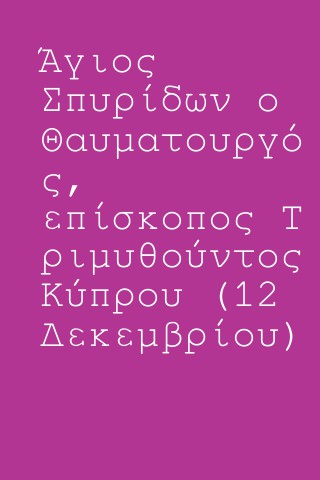 Άγιος
Σπυρίδων ο
Θαυματουργό
ς,
επίσκοπος Τ
ριμυθούντος
Κύπρου (12
Δεκεμβρίου)